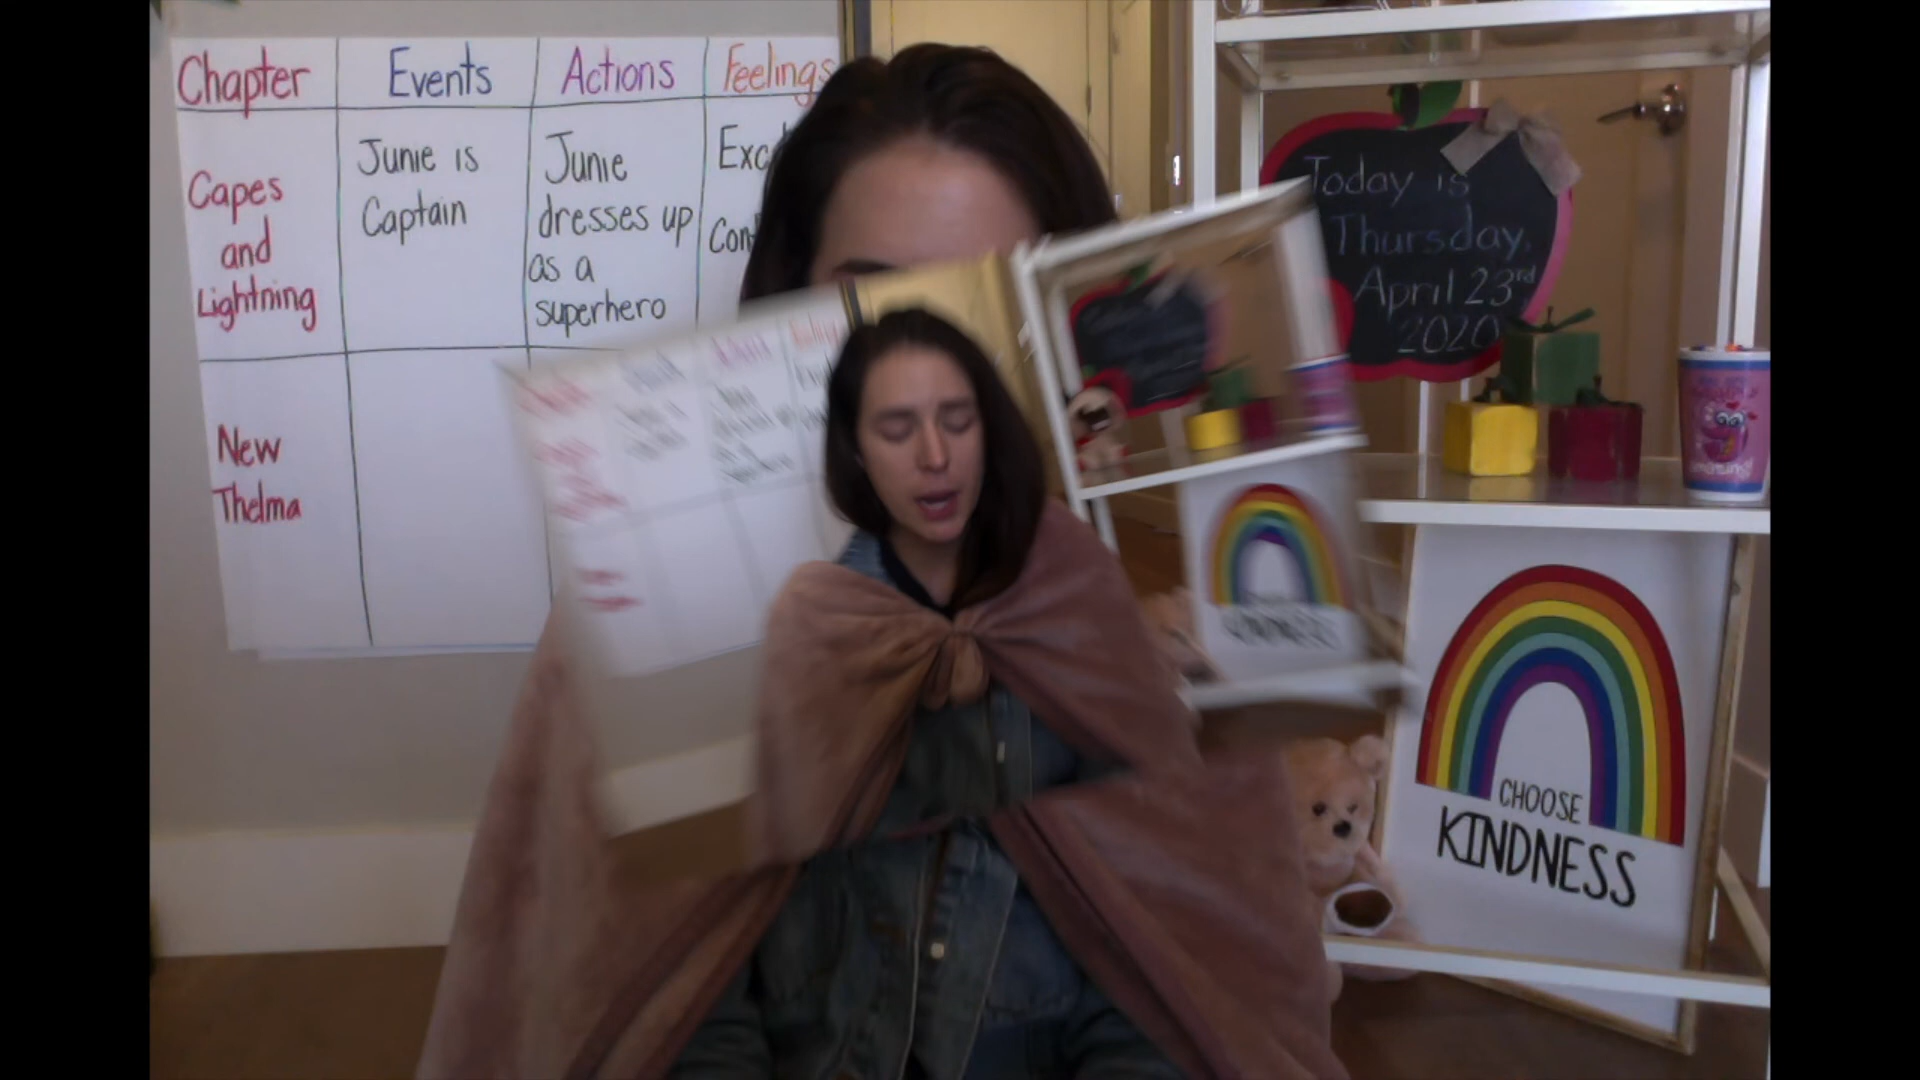 Chapter Events Actions Feelings
Capes
and
Lightning
Junie is
Captain
Junie
dresses up
as a
superhero
New
Thelma
Today is
Thursday,
April 23rd
2020
CHOOSE
KINDNESS
KINDNESS